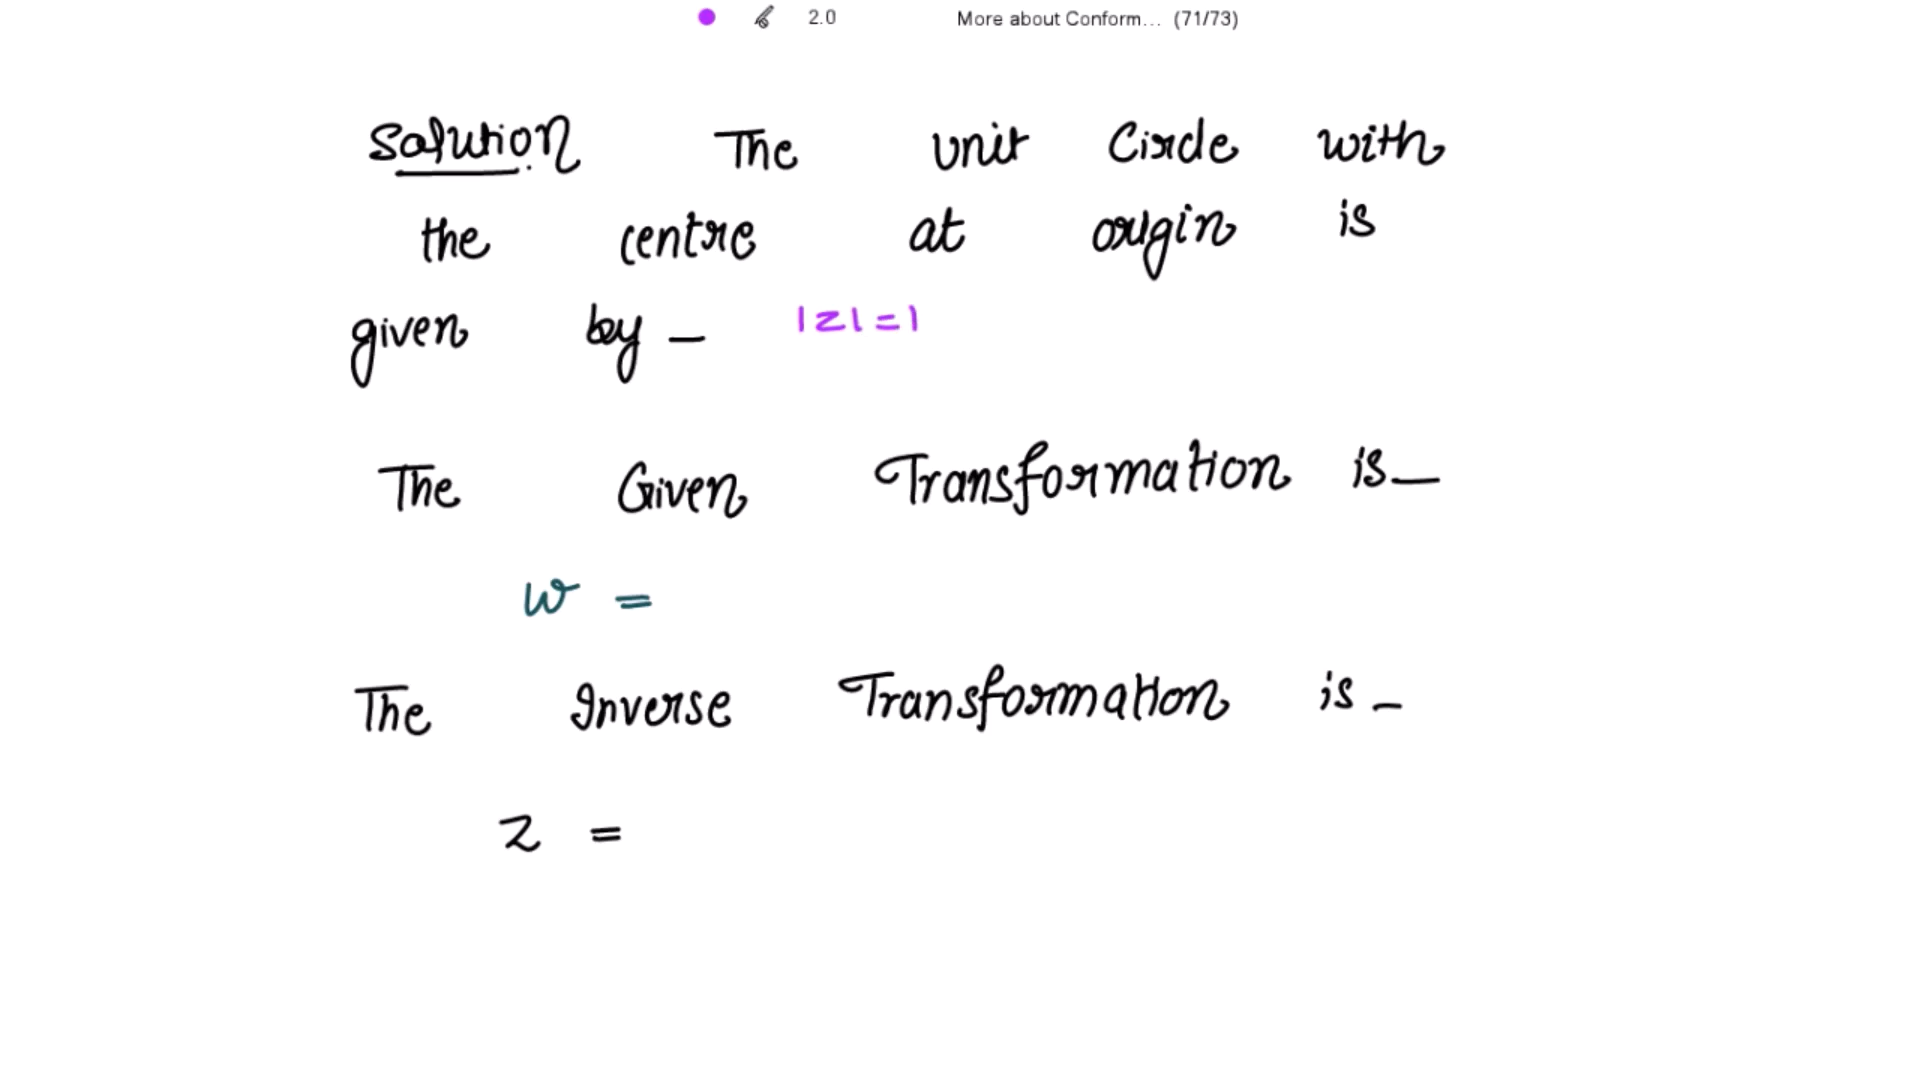 2.0 More about Conform... (71/73)
Solution The unit Circle with
the centre at origin is
given by – |z| = 1
The Given Transformation is –
w =
The Inverse Transformation is –
z =